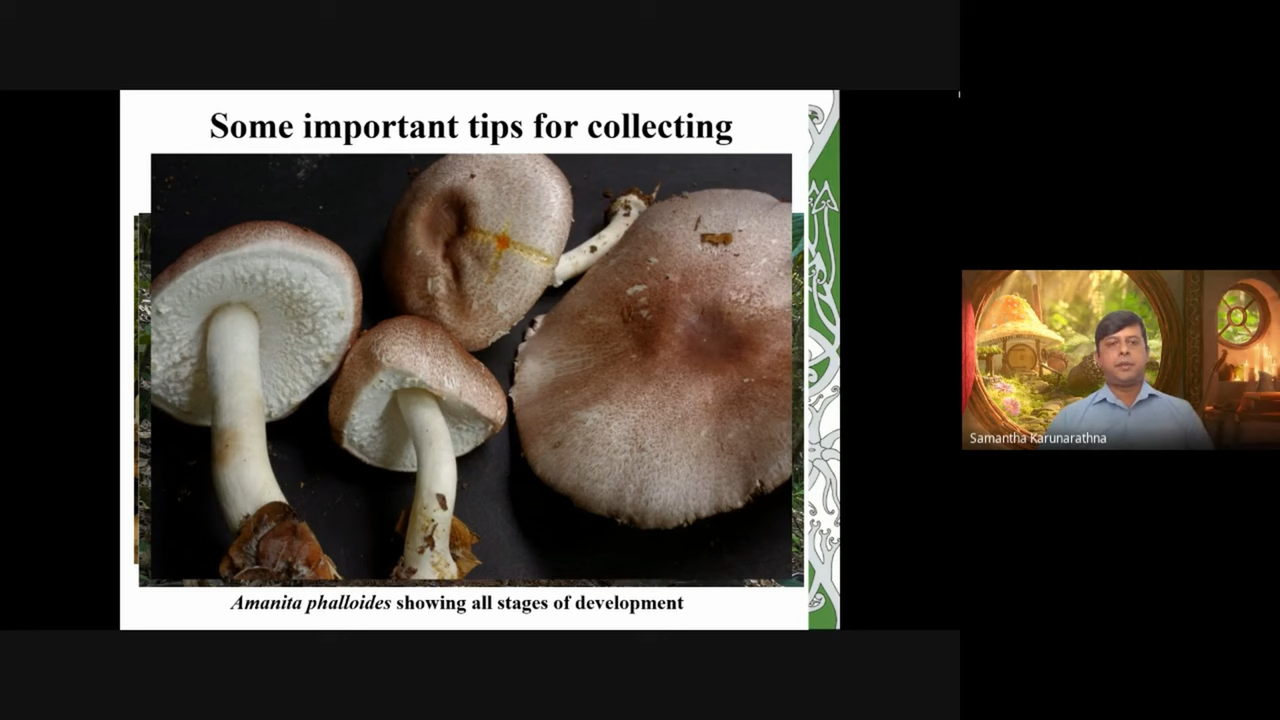 Some important tips for collecting
Amanita phalloides showing all stages of development
Samantha Karunarathna